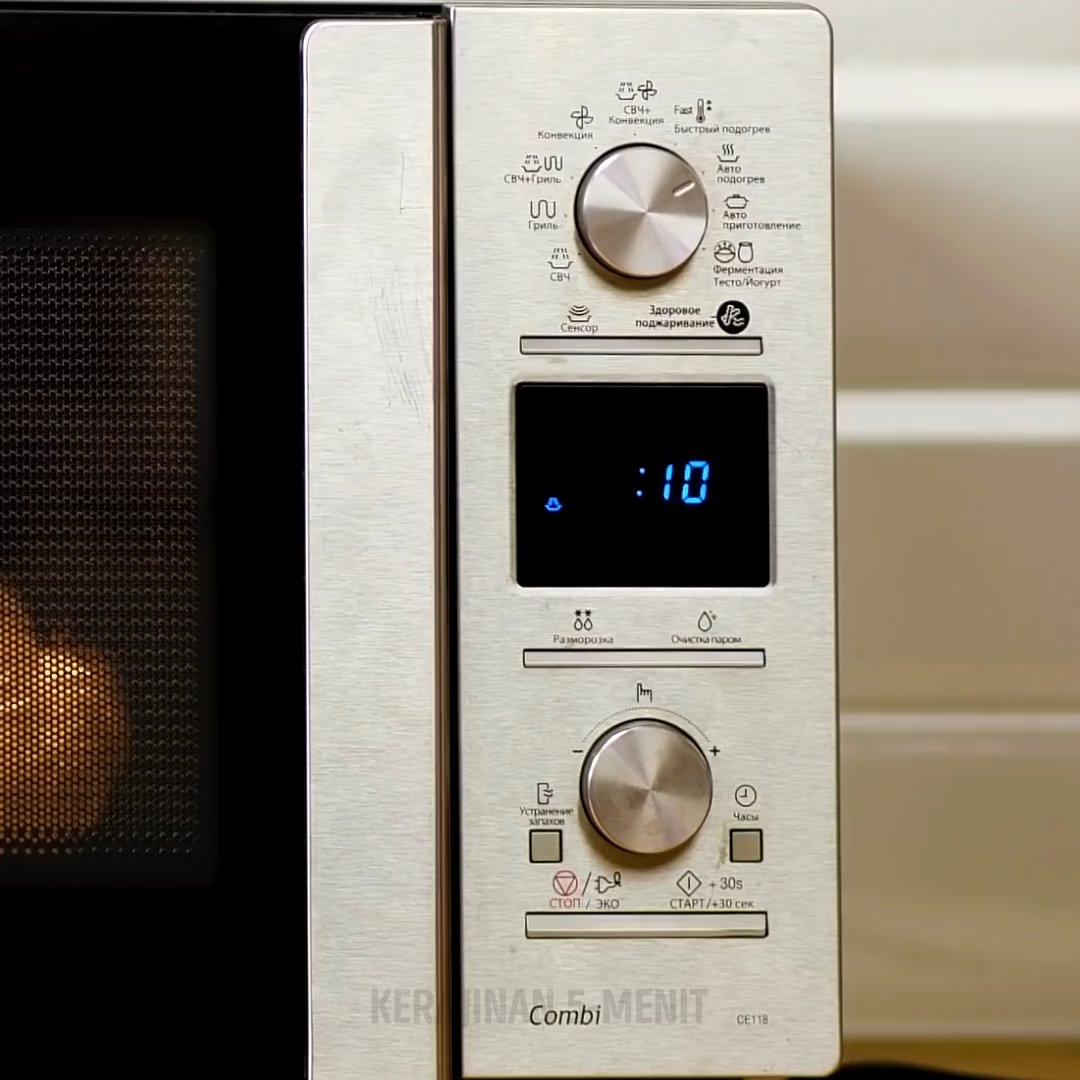 СВЧ+
Конвекция
Fast
Быстрый подогрев
Конвекция
Авто
подогрев
СВЧ+Гриль
Авто
приготовление
Гриль
Ферментация
Тесто/Йогурт
СВЧ
Сенсор
Здоровое
поджаривание
:10
Разморозка
Очистка паром
- +
Устранение
запахов
Часы
/ + 30s
СТОП / ЭКО
СТАРТ/+30 сек
KERAJINAN 5-MENIT
Combi
CE118